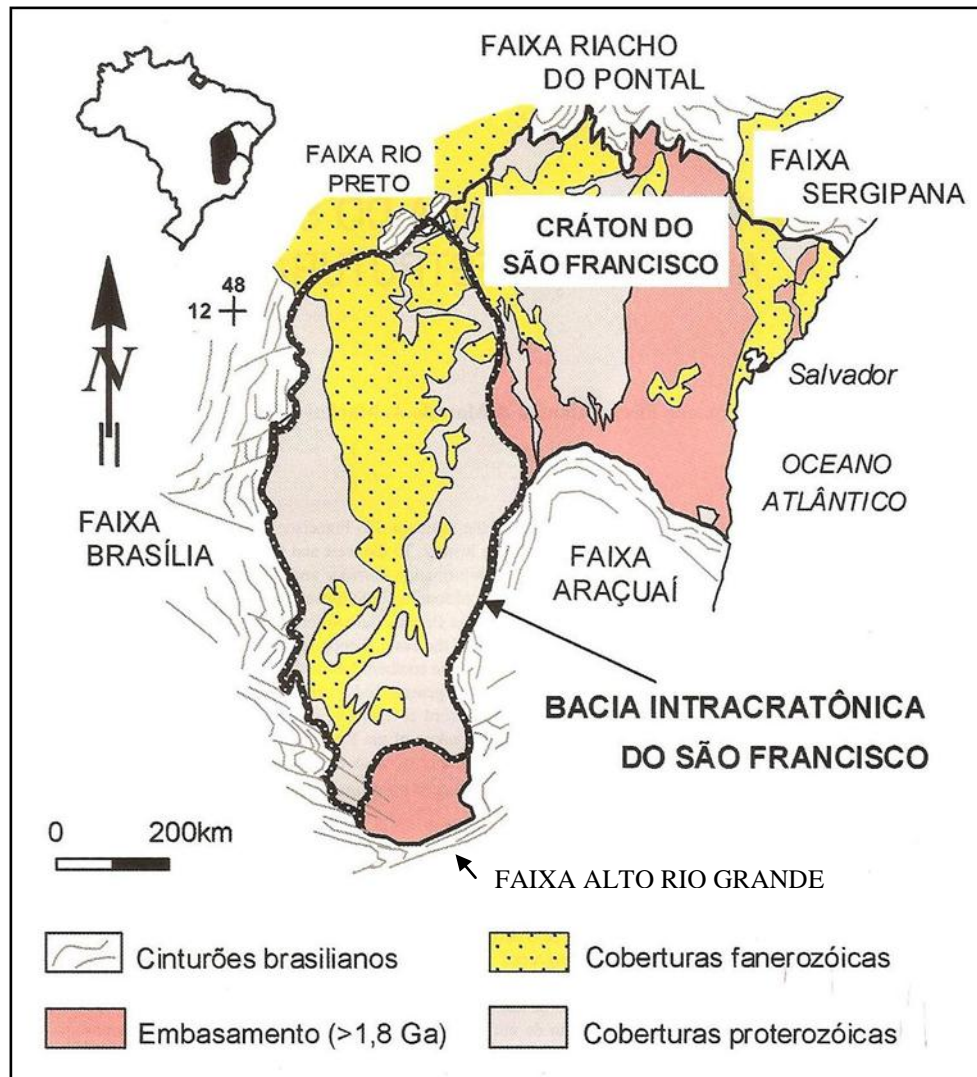 FAIXA RIACHO
DO PONTAL
FAIXA RIO
PRETO
FAIXA
SERGIPANA
CRÁTON DO
SÃO FRANCISCO
48
12
N
Salvador
OCEANO
ATLÂNTICO
FAIXA
BRASÍLIA
FAIXA
ARAÇUAÍ
BACIA INTRACRATÔNICA
DO SÃO FRANCISCO
0 200km
FAIXA ALTO RIO GRANDE
Cinturões brasilianos
Coberturas fanerozóicas
Embasamento (>1,8 Ga)
Coberturas proterozóicas